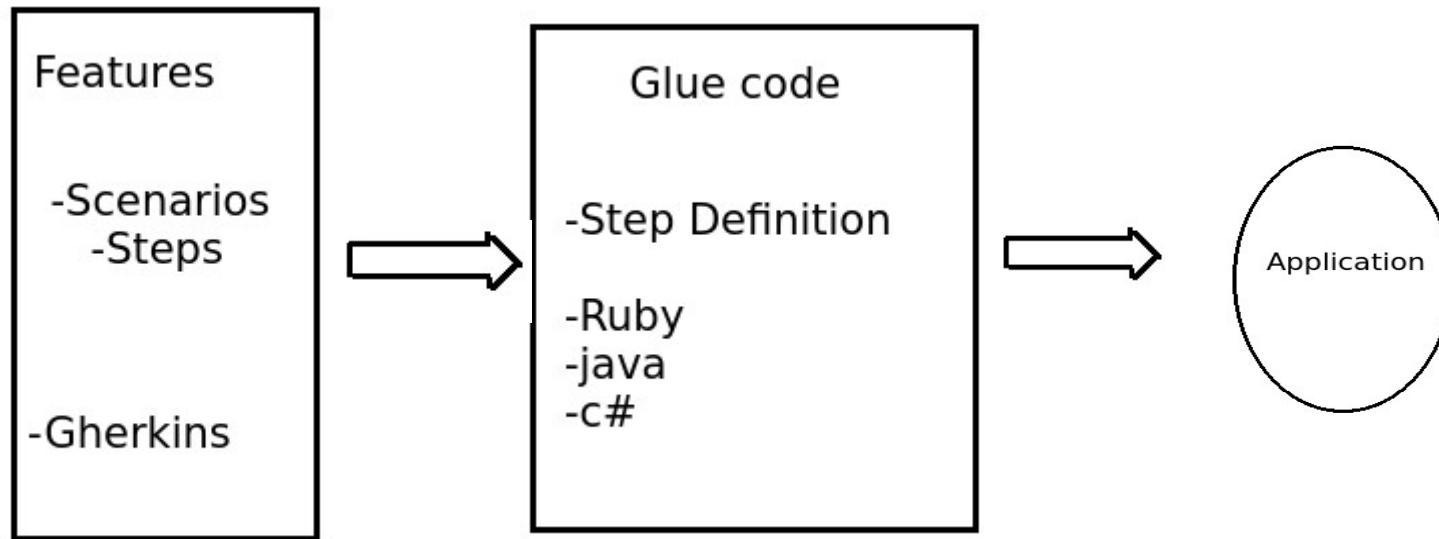 Features
-Scenarios
-Steps
-Gherkins
Glue code
-Step Definition
-Ruby
-java
-c#
Application